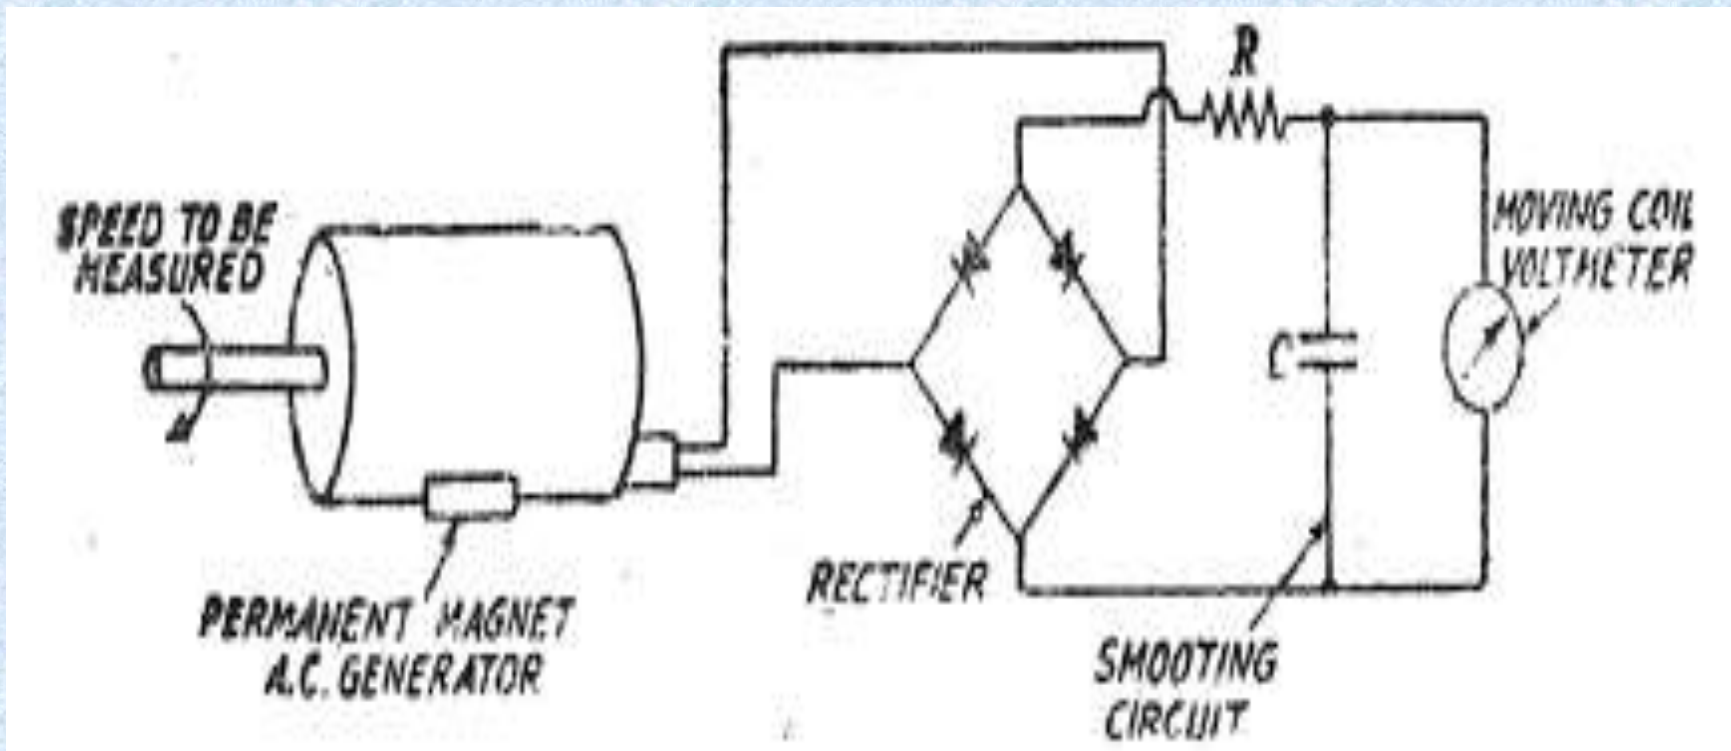 R
SPEED TO BE
MEASURED
MOVING COIL
VOLTMETER
C
RECTIFIER
PERMANENT MAGNET
A.C. GENERATOR
SMOOTING
CIRCUIT